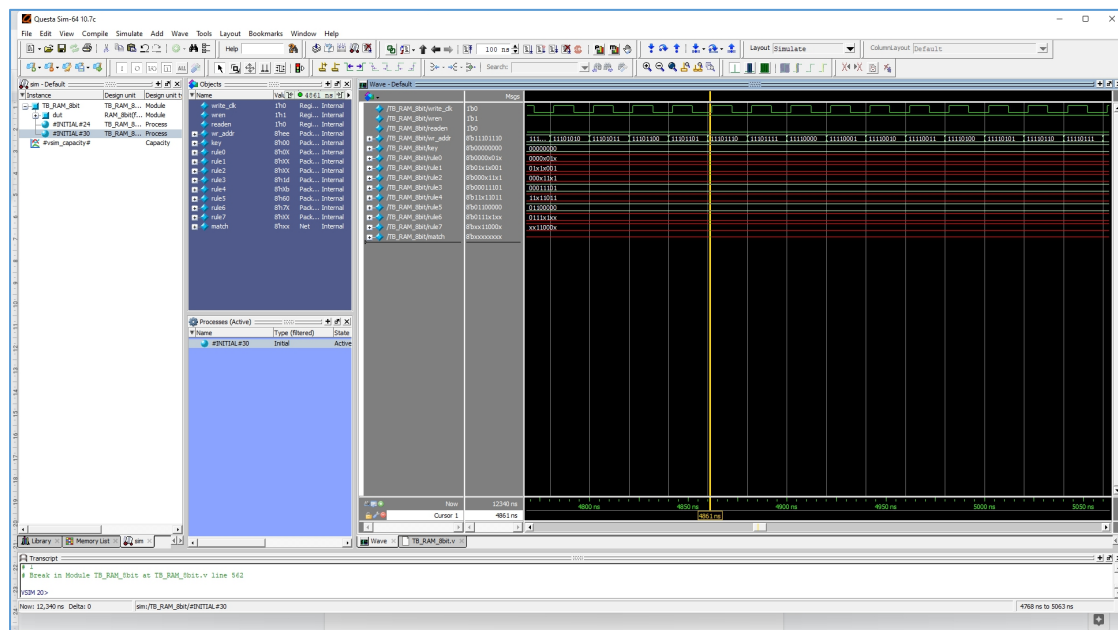 Questa Sim-64 10.7c
File Edit View Compile Simulate Add Wave Tools Layout Bookmarks Window Help
Help
100 ns
Layout Simulate
ColumnLayout Default
Search:
sim - Default
Instance Design unit Design unit t
TB_RAM_8bit TB_RAM_8... Module
dut RAM_8bit(f... Module
#INITIAL#24 TB_RAM_8... Process
#INITIAL#30 TB_RAM_8... Process
#vsim_capacity# Capacity
Objects
Name 4861 ns
write_clk 1'h0 Regi... Internal
wren 1'h1 Regi... Internal
readen 1'h0 Regi... Internal
wr_addr 8'hee Pack... Internal
key 8'h00 Pack... Internal
rule0 8'h0X Pack... Internal
rule1 8'hXX Pack... Internal
rule2 8'hXX Pack... Internal
rule3 8'h1d Pack... Internal
rule4 8'hXb Pack... Internal
rule5 8'h60 Pack... Internal
rule6 8'h7X Pack... Internal
rule7 8'hXX Pack... Internal
match 8'hxx Net Internal
Processes (Active)
Name Type (filtered) State
#INITIAL#30 Initial Active
Wave - Default
Msgs
/TB_RAM_8bit/write_clk 1'b0
/TB_RAM_8bit/wren 1'b1
/TB_RAM_8bit/readen 1'b0
/TB_RAM_8bit/wr_addr 8'b11101110 111... 11101010 11101011 11101100 11101101 11101110 11101111 11110000 11110001 11110010 11110011 11110100 11110101 11110110 11110111
/TB_RAM_8bit/key 8'b00000000 00000000
/TB_RAM_8bit/rule0 8'b0000x01x 0000x01x
/TB_RAM_8bit/rule1 8'b01x1x001 01x1x001
/TB_RAM_8bit/rule2 8'b000x11x1 000x11x1
/TB_RAM_8bit/rule3 8'b00011101 00011101
/TB_RAM_8bit/rule4 8'b11x11011 11x11011
/TB_RAM_8bit/rule5 8'b01100000 01100000
/TB_RAM_8bit/rule6 8'b0111x1xx 0111x1xx
/TB_RAM_8bit/rule7 8'bxx11000x xx11000x
/TB_RAM_8bit/match 8'bxxxxxxxx
Now 12340 ns 4800 ns 4850 ns 4900 ns 4950 ns 5000 ns 5050 ns
Cursor 1 4861 ns 4861 ns
Library Memory List sim
Wave TB_RAM_8bit.v
Transcript
# 1
# Break in Module TB_RAM_8bit at TB_RAM_8bit.v line 562
VSIM 20>
Now: 12,340 ns Delta: 0 sim:/TB_RAM_8bit/#INITIAL#30 4768 ns to 5063 ns